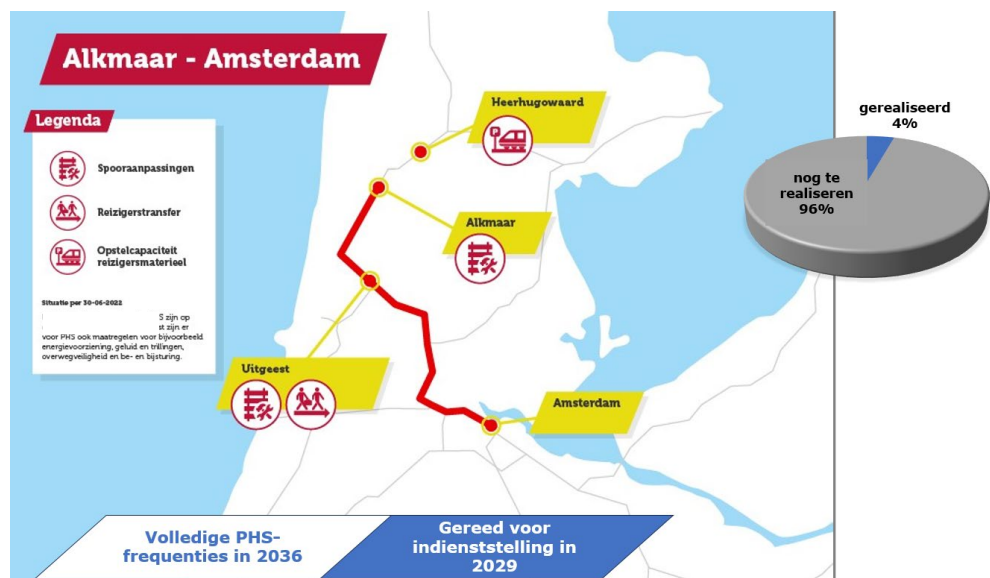 Alkmaar - Amsterdam
Legenda
Spooraanpassingen
Reizigerstransfer
Opstelcapaciteit
reizigersmaterieel
Situatie per 30-06-2022
S zijn op
st zijn er
voor PHS ook maatregelen voor bijvoorbeeld
energievoorziening, geluid en trillingen,
overwegveiligheid en be- en bijsturing.
Heerhugowaard
P
Alkmaar
Uitgeest
Amsterdam
gerealiseerd
4%
nog te
realiseren
96%
Volledige PHS-
frequenties in 2036
Gereed voor
indienststelling in
2029